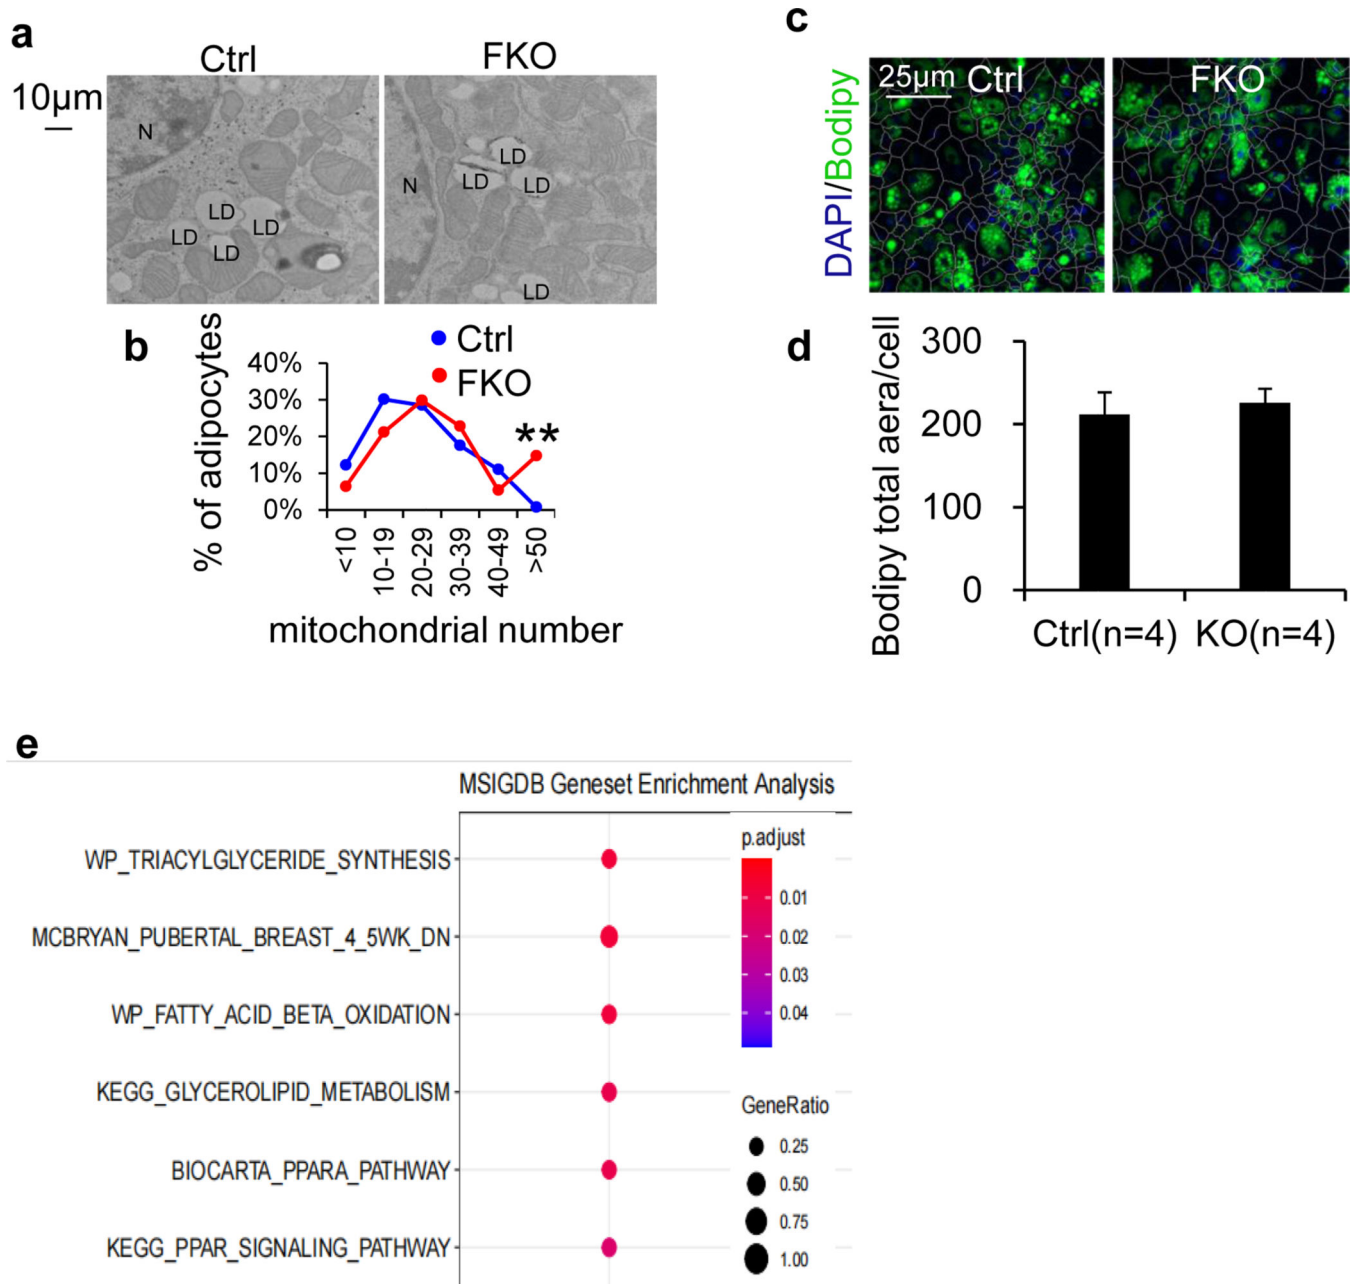 a
Ctrl
FKO
10µm
N
LD
LD
LD
LD
N
LD
LD
LD
LD
b
Ctrl
FKO
% of adipocytes
40%
30%
20%
10%
0%
**
<10
10-19
20-29
30-39
40-49
>50
mitochondrial number
c
DAPI/Bodipy
25µm
Ctrl
FKO
d
Bodipy total aera/cell
300
200
100
0
Ctrl(n=4)
KO(n=4)
e
MSIGDB Geneset Enrichment Analysis
WP_TRIACYLGLYCERIDE_SYNTHESIS
MCBRYAN_PUBERTAL_BREAST_4_5WK_DN
WP_FATTY_ACID_BETA_OXIDATION
KEGG_GLYCEROLIPID_METABOLISM
BIOCARTA_PPARA_PATHWAY
KEGG_PPAR_SIGNALING_PATHWAY
p.adjust
0.01
0.02
0.03
0.04
GeneRatio
0.25
0.50
0.75
1.00